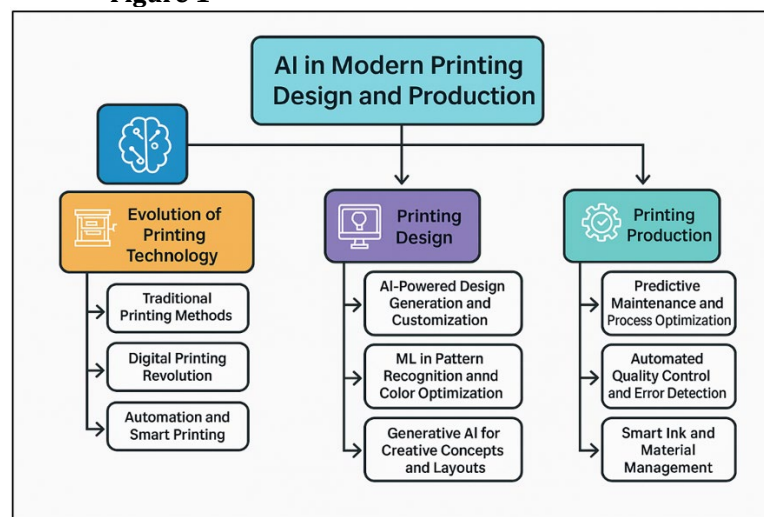 AI in Modern Printing
Design and Production
Evolution of
Printing
Technology
Traditional
Printing Methods
Digital Printing
Revolution
Automation and
Smart Printing
Printing
Design
AI-Powered Design
Generation and
Customization
ML in Pattern
Recognition annd
Color Optimization
Generative AI for
Creative Concepts
and Layouts
Printing
Production
Predictive
Maintenance and
Process Optimization
Automated
Quality Control
and Error Detection
Smart Ink and
Material
Management